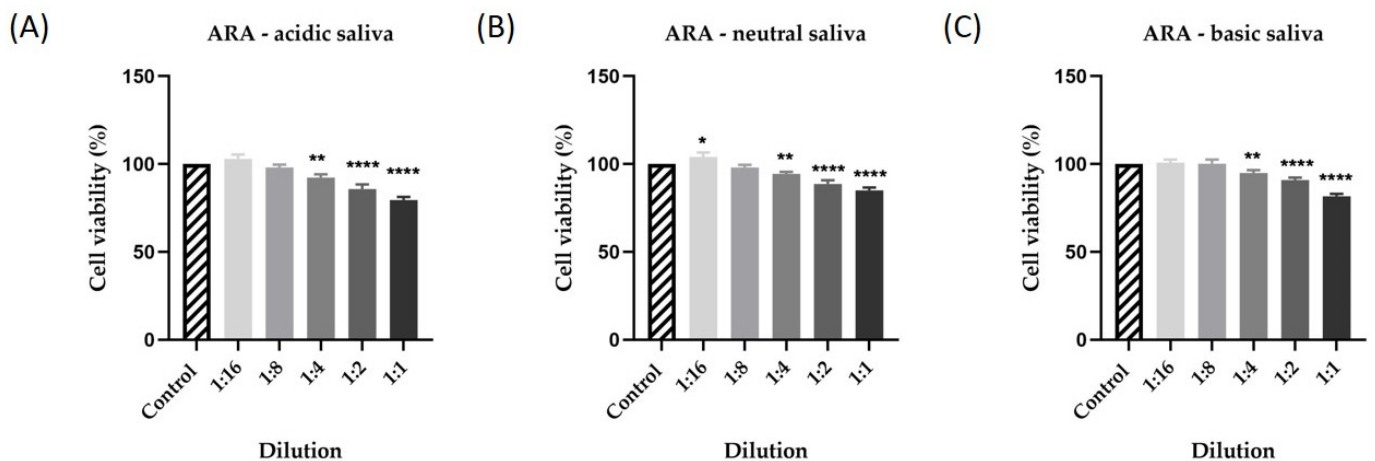 (A)
ARA - acidic saliva
150
100
50
0
Cell viability (%)
**
****
****
Control
1:16
1:8
1:4
1:2
1:1
Dilution
(B)
ARA - neutral saliva
150
100
50
0
Cell viability (%)
*
**
****
****
Control
1:16
1:8
1:4
1:2
1:1
Dilution
(C)
ARA - basic saliva
150
100
50
0
Cell viability (%)
**
****
****
Control
1:16
1:8
1:4
1:2
1:1
Dilution